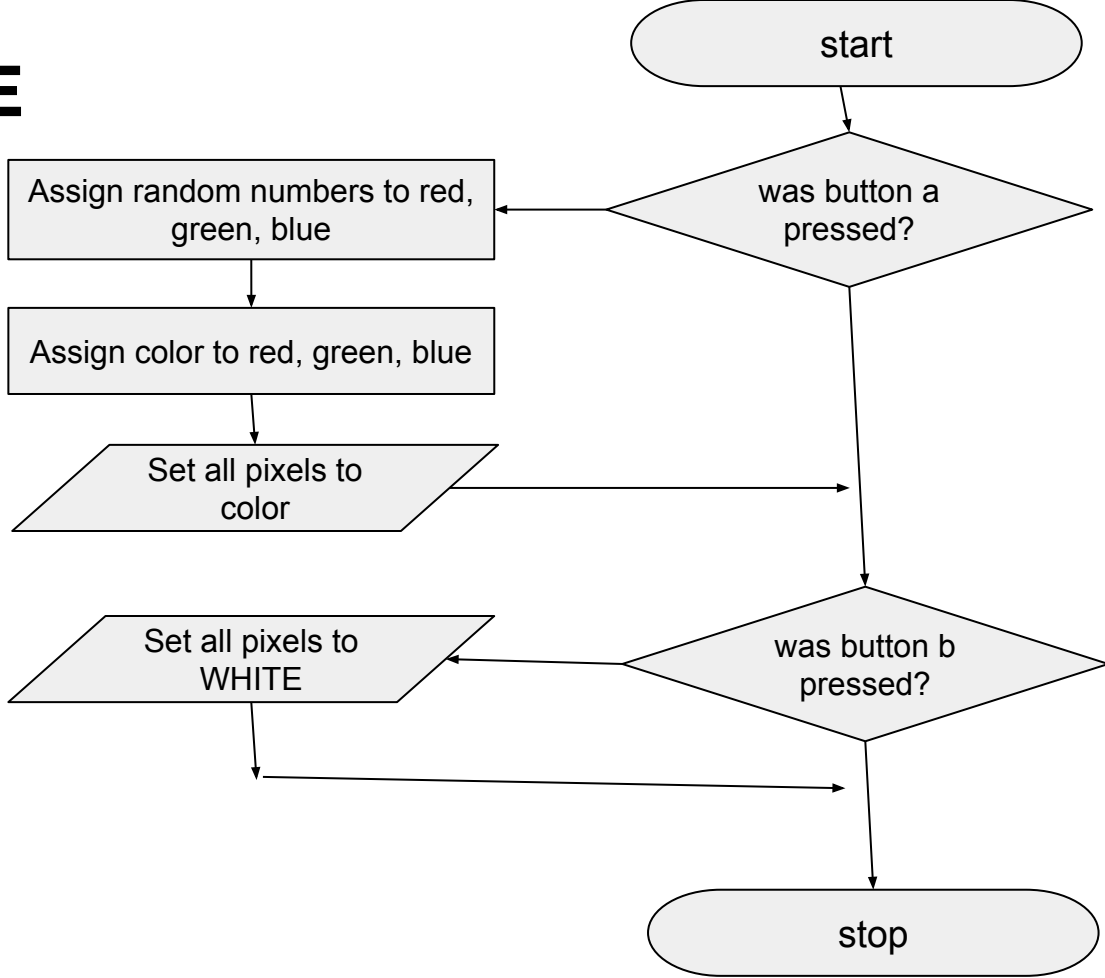 E
start
was button a
pressed?
Assign random numbers to red,
green, blue
Assign color to red, green, blue
Set all pixels to
color
was button b
pressed?
Set all pixels to
WHITE
stop